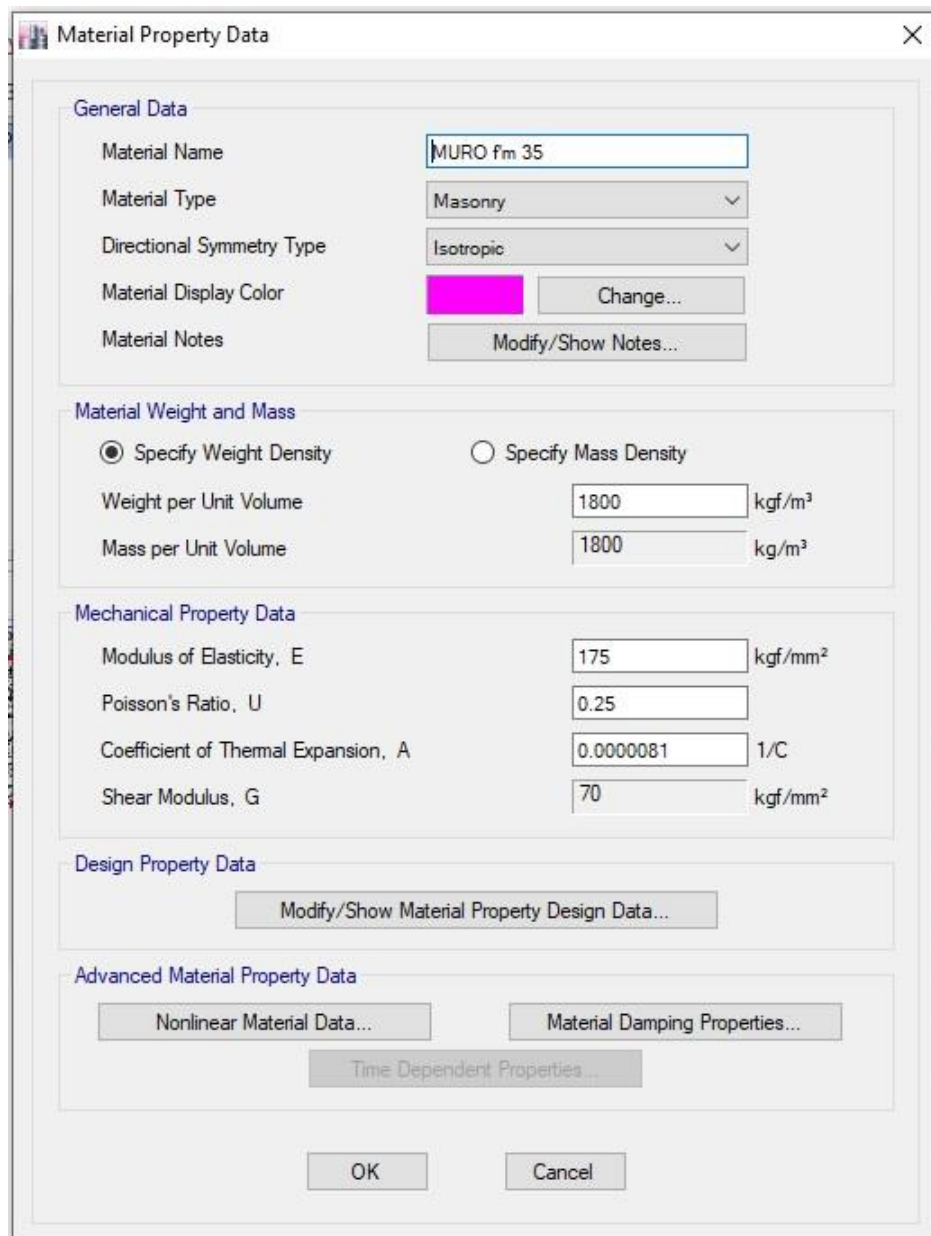 Material Property Data
General Data
Material Name MURO f'm 35
Material Type Masonry
Directional Symmetry Type Isotropic
Material Display Color Change...
Material Notes Modify/Show Notes...
Material Weight and Mass
Specify Weight Density Specify Mass Density
Weight per Unit Volume 1800 kgf/m³
Mass per Unit Volume 1800 kg/m³
Mechanical Property Data
Modulus of Elasticity, E 175 kgf/mm²
Poisson's Ratio, U 0.25
Coefficient of Thermal Expansion, A 0.0000081 1/C
Shear Modulus, G 70 kgf/mm²
Design Property Data
Modify/Show Material Property Design Data...
Advanced Material Property Data
Nonlinear Material Data... Material Damping Properties...
Time Dependent Properties...
OK Cancel